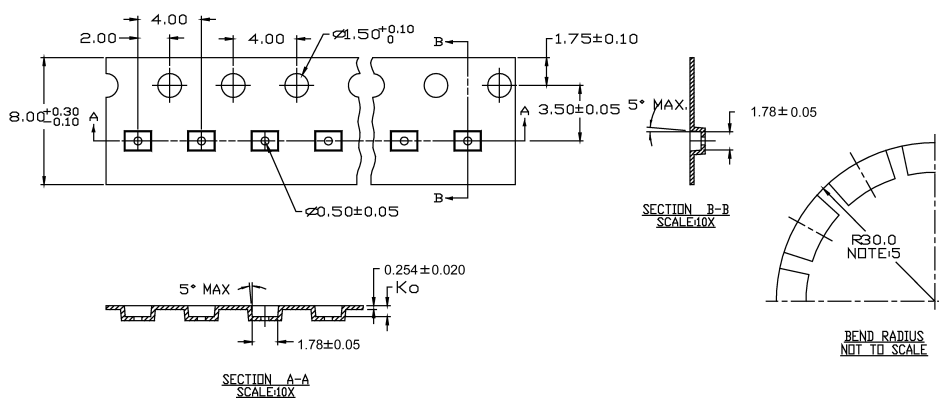 4.00
2.00
4.00
⌀1.50+0.10 0
B
1.75±0.10
8.00+0.30 -0.10
A
A
3.50±0.05
5° MAX.
1.78±0.05
⌀0.50±0.05
B
SECTION B-B
SCALE:10X
R30.0
NOTE:5
5° MAX
0.254±0.020
Ko
1.78±0.05
BEND RADIUS
NOT TO SCALE
SECTION A-A
SCALE:10X